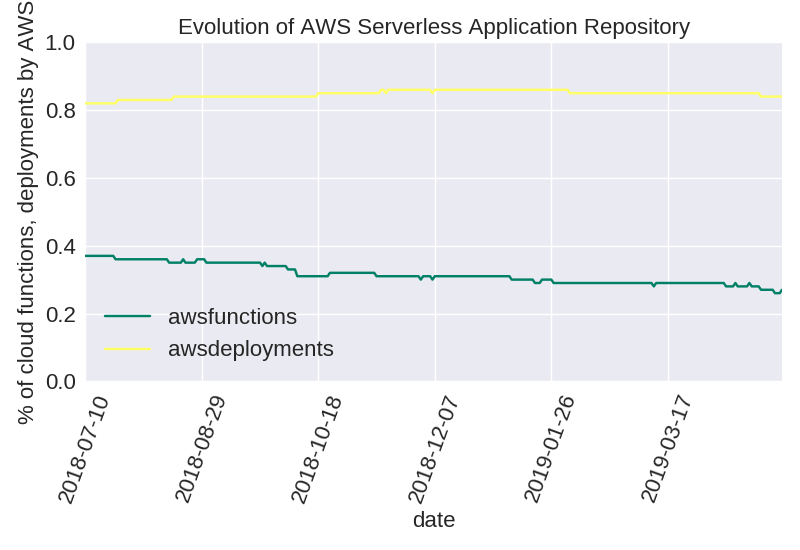 Evolution of AWS Serverless Application Repository
% of cloud functions, deployments by AWS
1.0
0.8
0.6
0.4
0.2
0.0
awsfunctions
awsdeployments
2018-07-10
2018-08-29
2018-10-18
2018-12-07
2019-01-26
2019-03-17
date